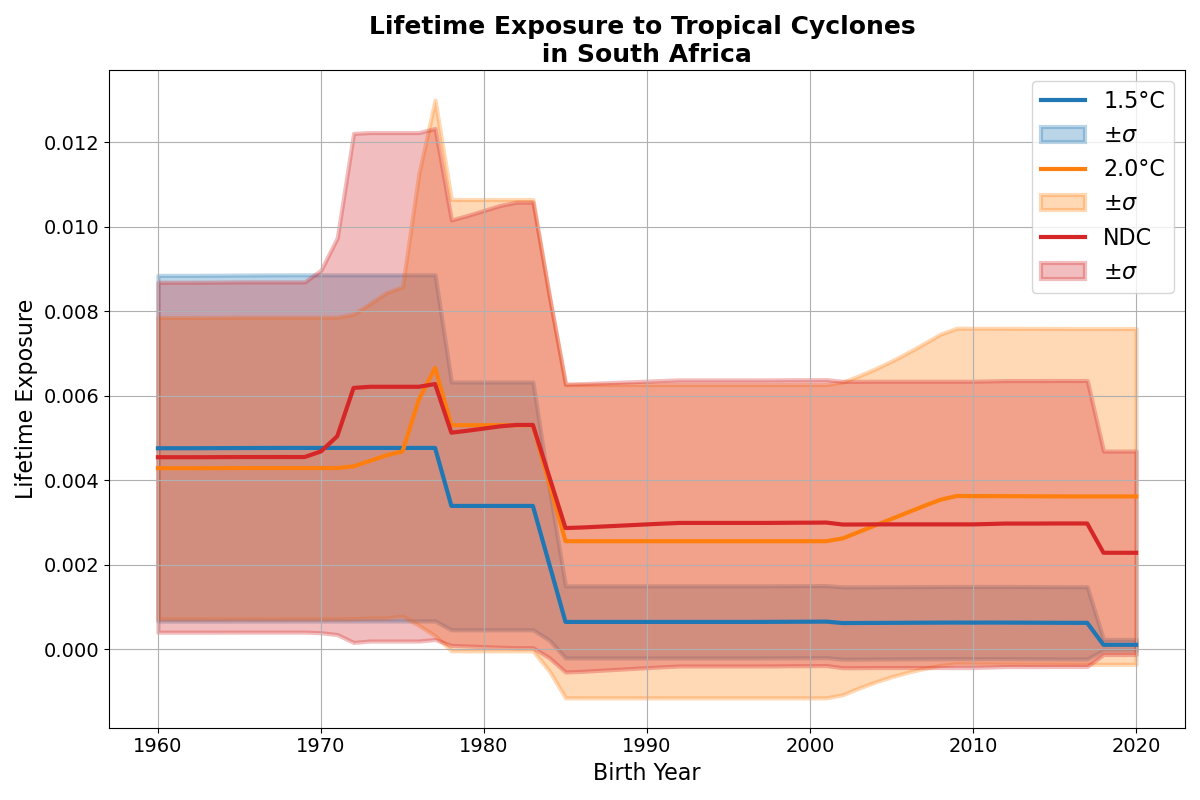 Lifetime Exposure to Tropical Cyclones
in South Africa
1.5°C
±σ
2.0°C
±σ
NDC
±σ
Lifetime Exposure
0.012
0.010
0.008
0.006
0.004
0.002
0.000
1960 1970 1980 1990 2000 2010 2020
Birth Year